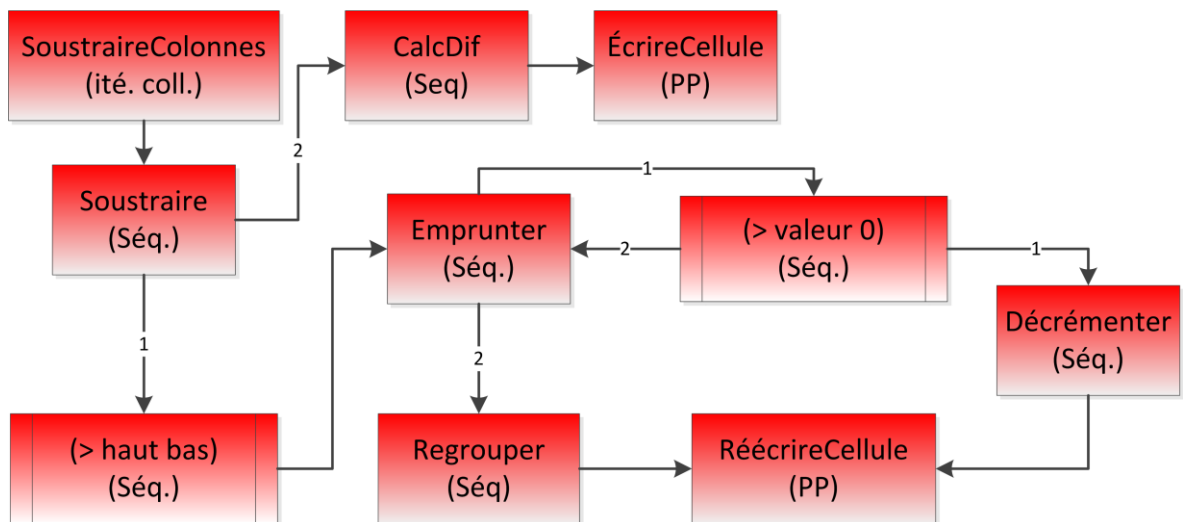 SoustraireColonnes
(ité. coll.)
CalcDif
(Seq)
ÉcrireCellule
(PP)
2
Soustraire
(Séq.)
1
Emprunter
(Séq.)
1
(> valeur 0)
(Séq.)
2
1
Décrémenter
(Séq.)
2
(> haut bas)
(Séq.)
Regrouper
(Séq)
RéécrireCellule
(PP)